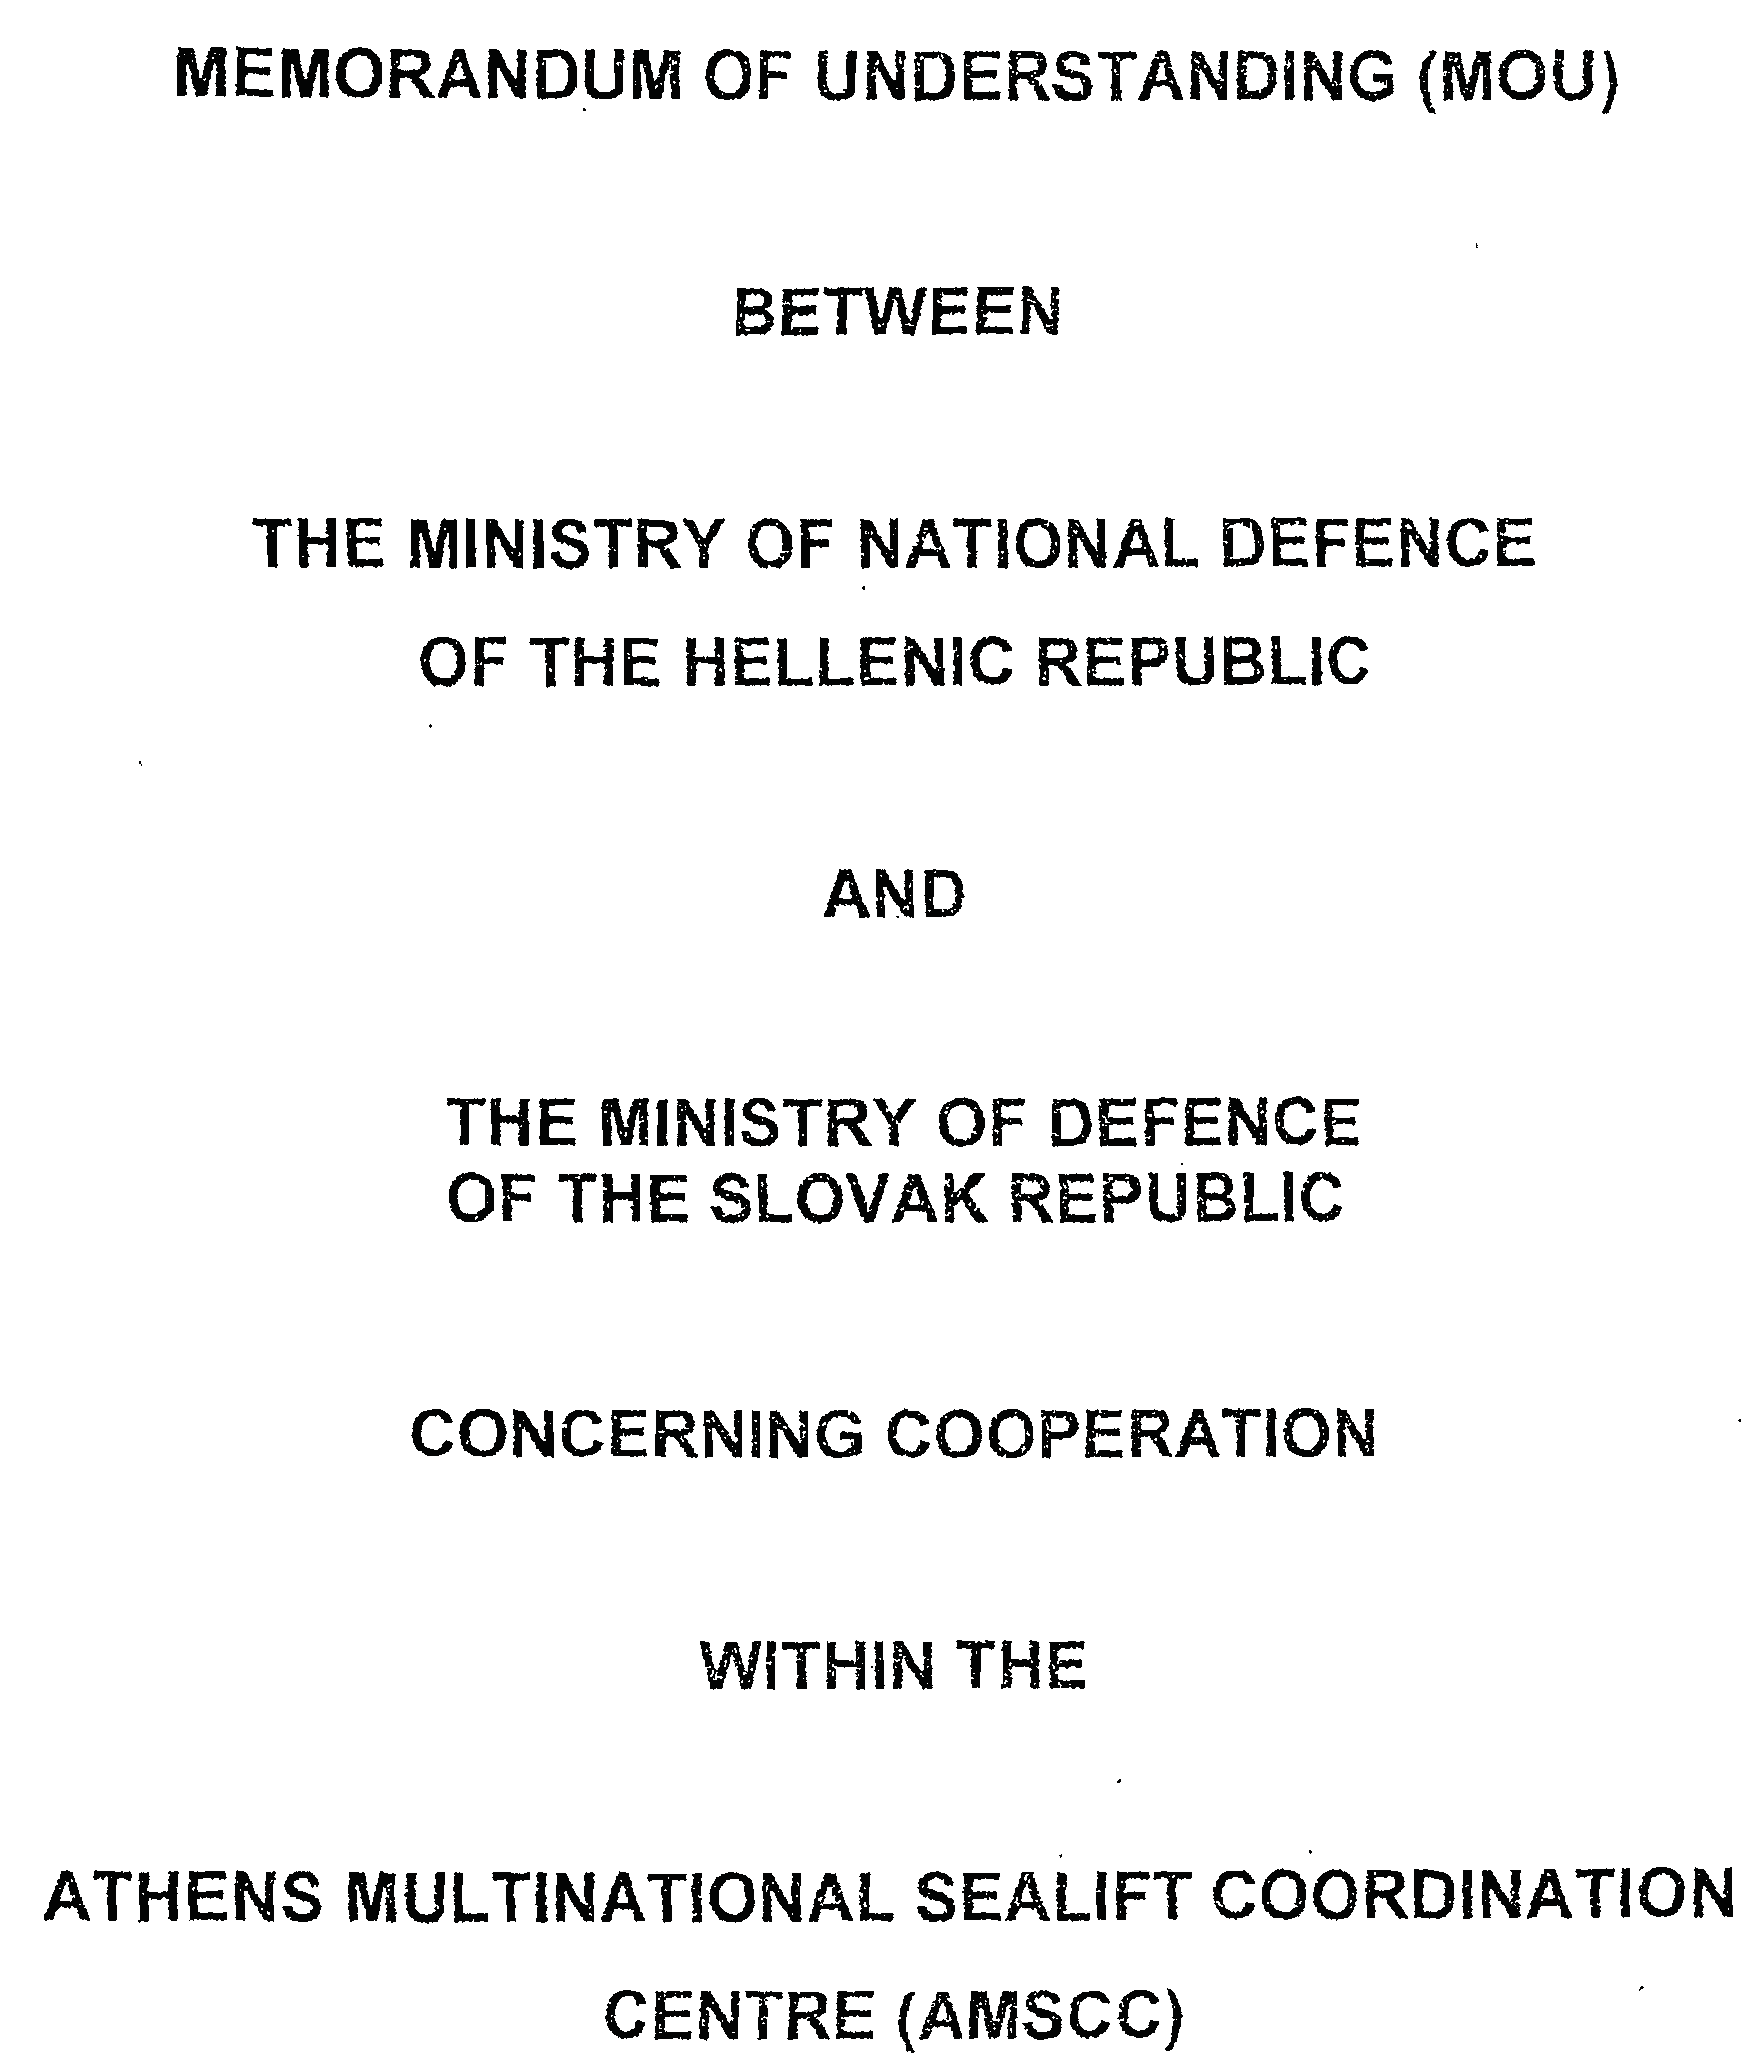 MEMORANDUM OF UNDERSTANDING (MOU)
BETWEEN
THE MINISTRY OF NATIONAL DEFENCE
OF THE HELLENIC REPUBLIC
AND
THE MINISTRY OF DEFENCE
OF THE SLOVAK REPUBLIC
CONCERNING COOPERATION
WITHIN THE
ATHENS MULTINATIONAL SEALIFT COORDINATION
CENTRE (AMSCC)